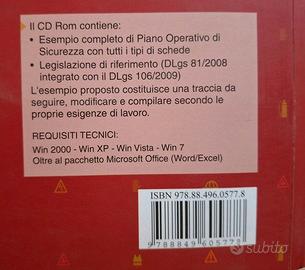 Il CD Rom contiene:
• Esempio completo di Piano Operativo di
Sicurezza con tutti i tipi di schede
• Legislazione di riferimento (DLgs 81/2008
integrato con il DLgs 106/2009)
L'esempio proposto costituisce una traccia da
seguire, modificare e compilare secondo le
proprie esigenze di lavoro.
REQUISITI TECNICI:
Win 2000 - Win XP - Win Vista - Win 7
Oltre al pacchetto Microsoft Office (Word/Excel)
ISBN 978.88.496.0577.8
9 788849 605778
subito